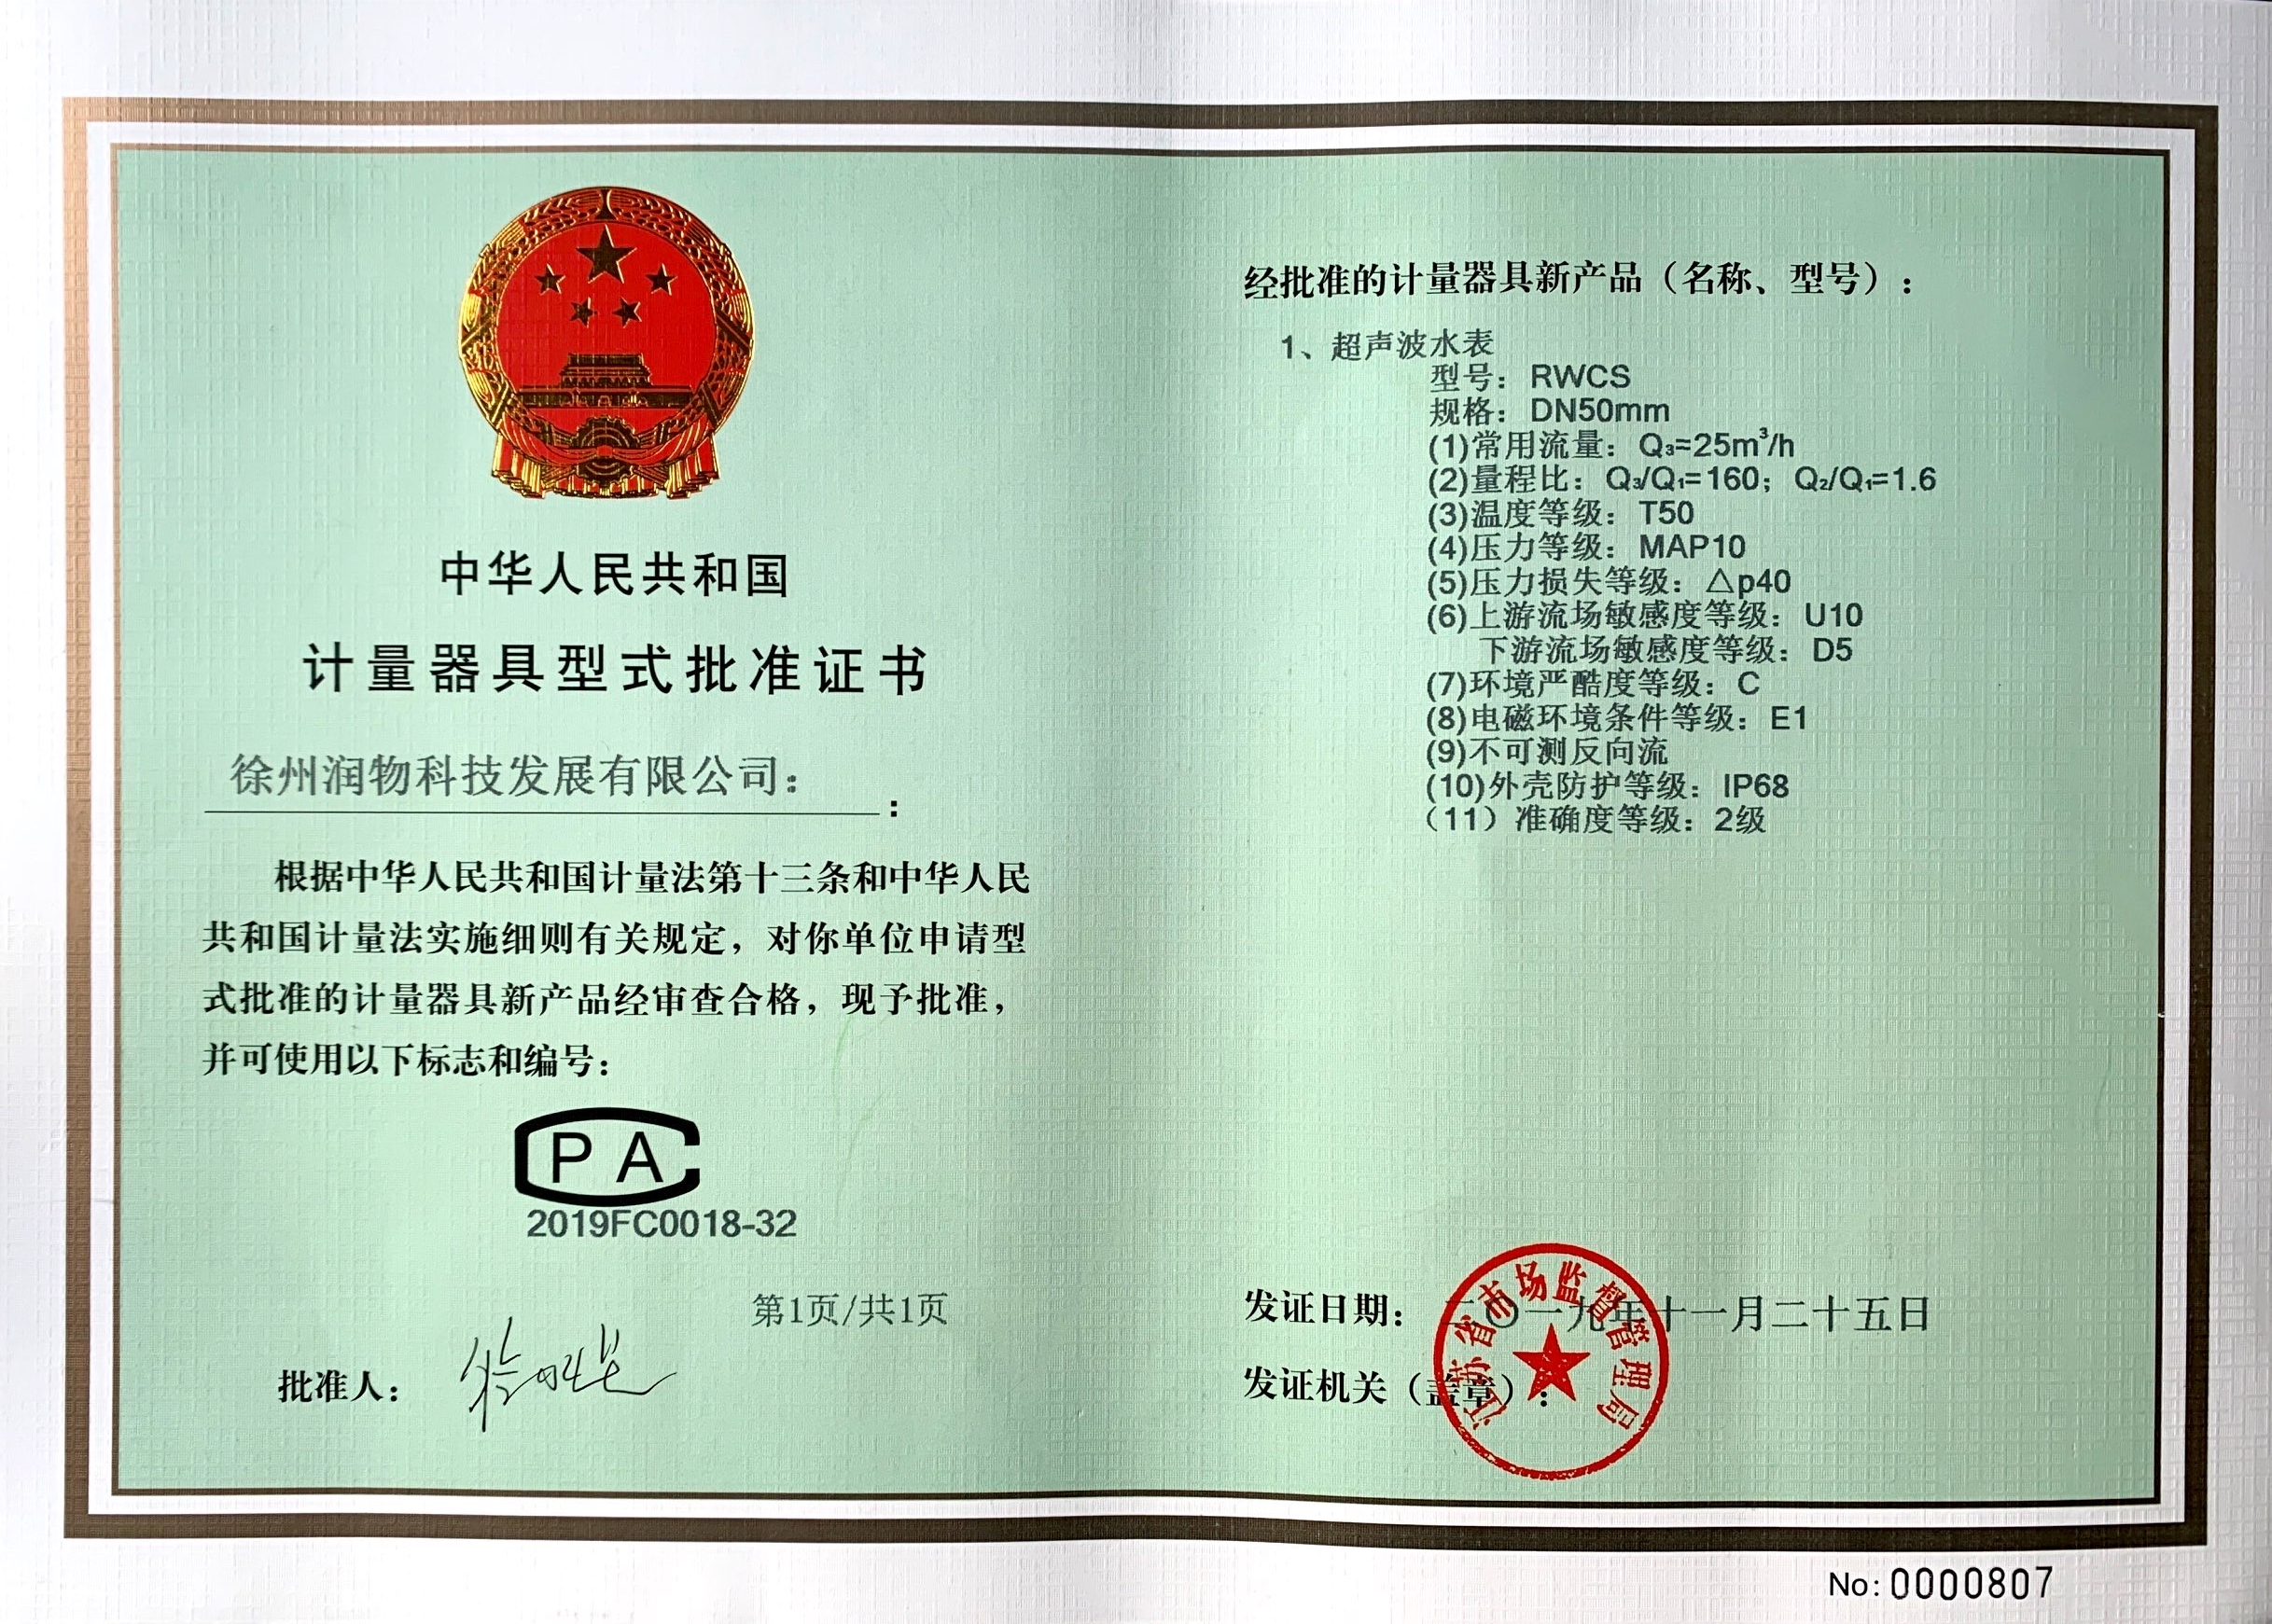 中华人民共和国
计量器具型式批准证书
徐州润物科技发展有限公司：
：
根据中华人民共和国计量法第十三条和中华人民
共和国计量法实施细则有关规定，对你单位申请型
式批准的计量器具新产品经审查合格，现予批准，
并可使用以下标志和编号：
PA
2019FC0018-32
第1页/共1页
批准人：
经批准的计量器具新产品（名称、型号）：
1、超声波水表
型号：RWCS
规格：DN50mm
(1)常用流量：Q₃=25m³/h
(2)量程比：Q₃/Q₁=160；Q₂/Q₁=1.6
(3)温度等级：T50
(4)压力等级：MAP10
(5)压力损失等级：△p40
(6)上游流场敏感度等级：U10
下游流场敏感度等级：D5
(7)环境严酷度等级：C
(8)电磁环境条件等级：E1
(9)不可测反向流
(10)外壳防护等级：IP68
（11）准确度等级：2级
发证日期：二〇一九年十一月二十五日
发证机关（盖章）：
江苏省市场监督管理局
No:0000807